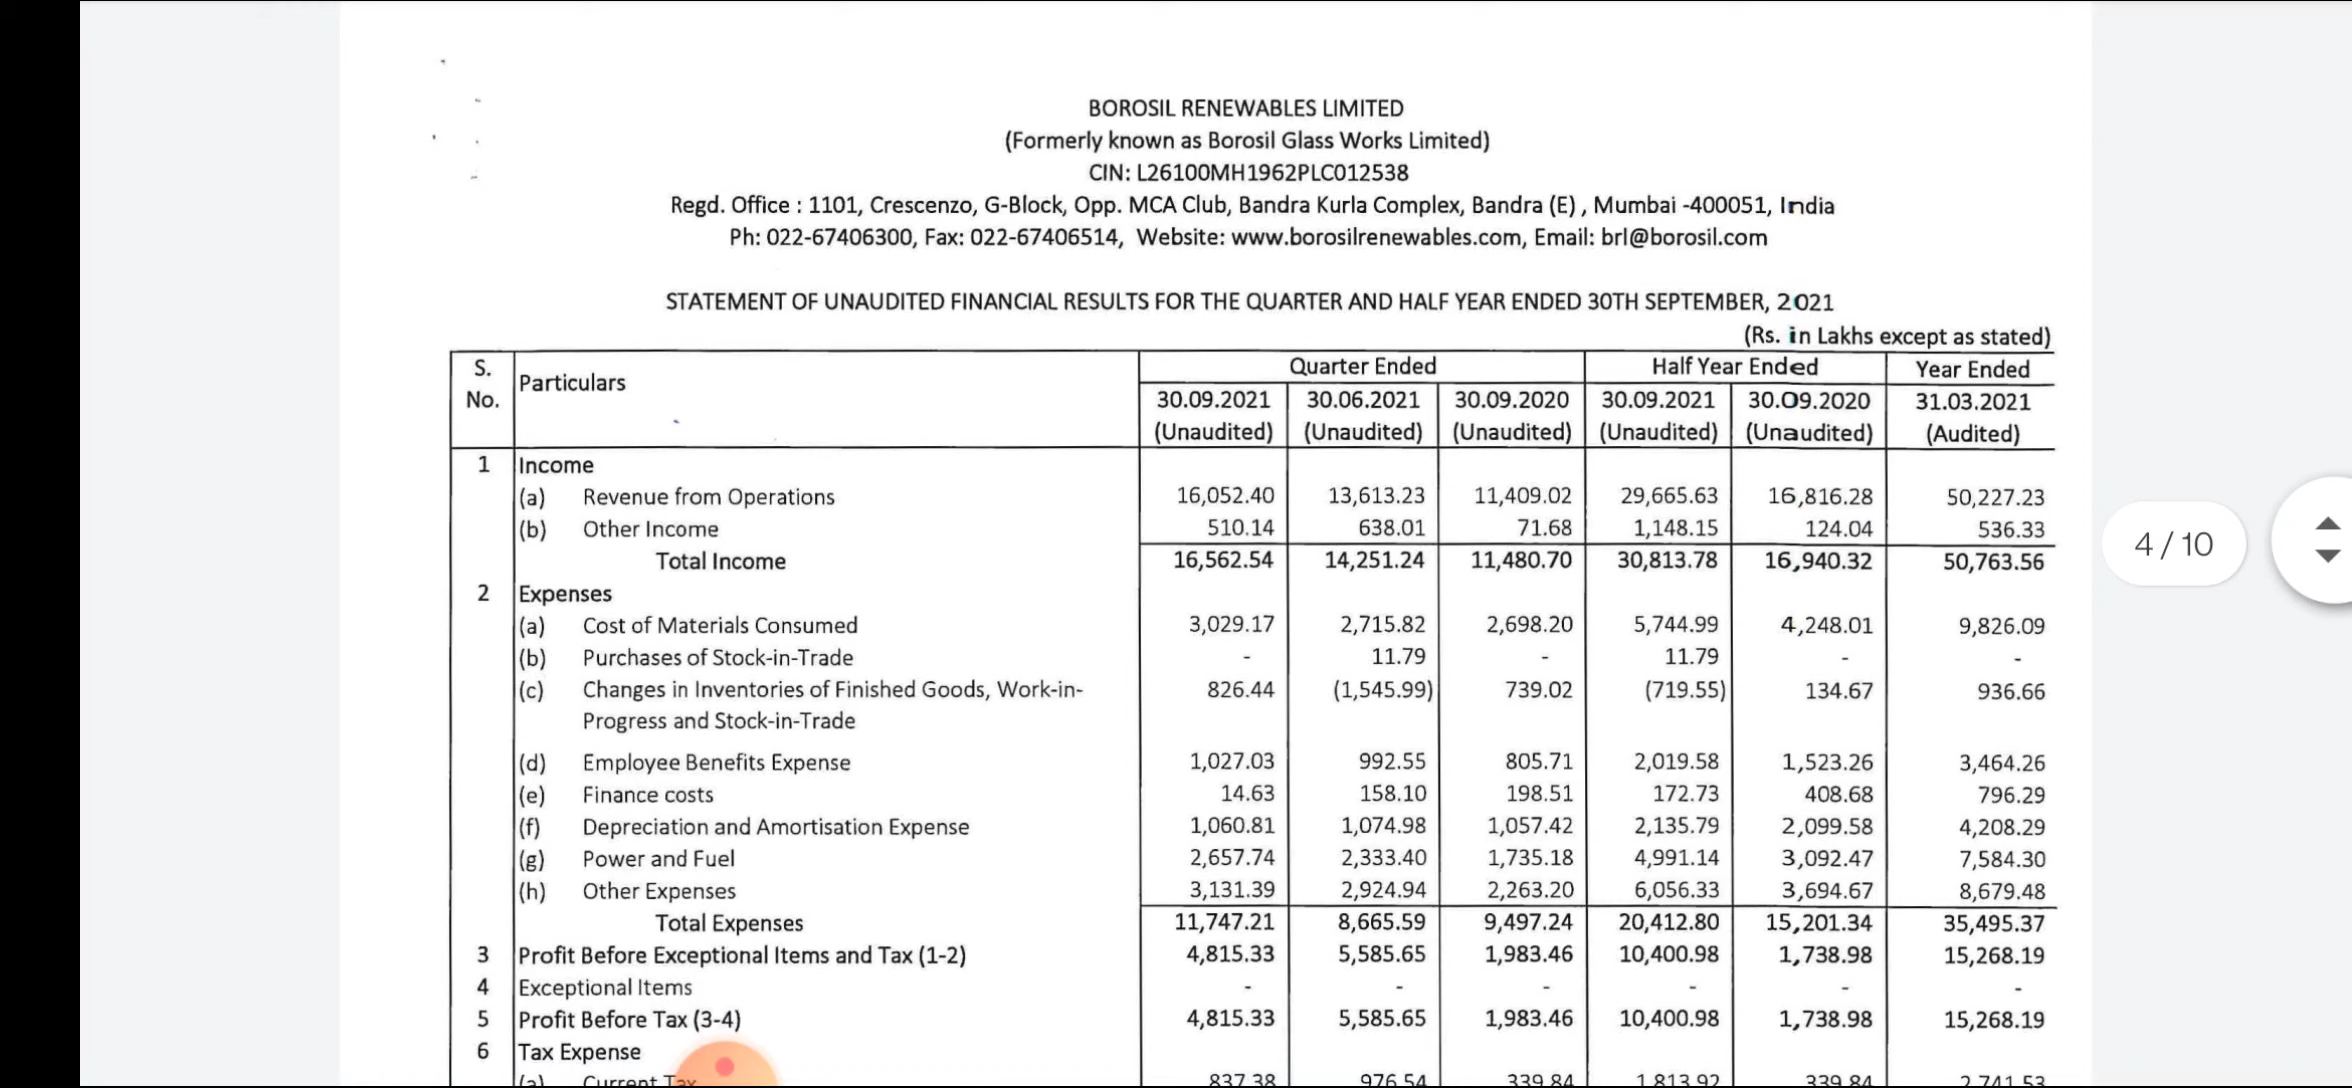 BOROSIL RENEWABLES LIMITED
(Formerly known as Borosil Glass Works Limited)
CIN: L26100MH1962PLC012538
Regd. Office : 1101, Crescenzo, G-Block, Opp. MCA Club, Bandra Kurla Complex, Bandra (E) , Mumbai -400051, India
Ph: 022-67406300, Fax: 022-67406514, Website: www.borosilrenewables.com, Email: brl@borosil.com
STATEMENT OF UNAUDITED FINANCIAL RESULTS FOR THE QUARTER AND HALF YEAR ENDED 30TH SEPTEMBER, 2021
(Rs. in Lakhs except as stated)
S. No. Particulars Quarter Ended Half Year Ended Year Ended
30.09.2021 30.06.2021 30.09.2020 30.09.2021 30.09.2020 31.03.2021
(Unaudited) (Unaudited) (Unaudited) (Unaudited) (Unaudited) (Audited)
1 Income
(a) Revenue from Operations 16,052.40 13,613.23 11,409.02 29,665.63 16,816.28 50,227.23
(b) Other Income 510.14 638.01 71.68 1,148.15 124.04 536.33
Total Income 16,562.54 14,251.24 11,480.70 30,813.78 16,940.32 50,763.56
2 Expenses
(a) Cost of Materials Consumed 3,029.17 2,715.82 2,698.20 5,744.99 4,248.01 9,826.09
(b) Purchases of Stock-in-Trade - 11.79 - 11.79 - -
(c) Changes in Inventories of Finished Goods, Work-in- 826.44 (1,545.99) 739.02 (719.55) 134.67 936.66
Progress and Stock-in-Trade
(d) Employee Benefits Expense 1,027.03 992.55 805.71 2,019.58 1,523.26 3,464.26
(e) Finance costs 14.63 158.10 198.51 172.73 408.68 796.29
(f) Depreciation and Amortisation Expense 1,060.81 1,074.98 1,057.42 2,135.79 2,099.58 4,208.29
(g) Power and Fuel 2,657.74 2,333.40 1,735.18 4,991.14 3,092.47 7,584.30
(h) Other Expenses 3,131.39 2,924.94 2,263.20 6,056.33 3,694.67 8,679.48
Total Expenses 11,747.21 8,665.59 9,497.24 20,412.80 15,201.34 35,495.37
3 Profit Before Exceptional Items and Tax (1-2) 4,815.33 5,585.65 1,983.46 10,400.98 1,738.98 15,268.19
4 Exceptional Items - - - - - -
5 Profit Before Tax (3-4) 4,815.33 5,585.65 1,983.46 10,400.98 1,738.98 15,268.19
6 Tax Expense
(a) Current Tax 837.38 976.54 339.84 1,813.92 339.84 2,741.53
4 / 10